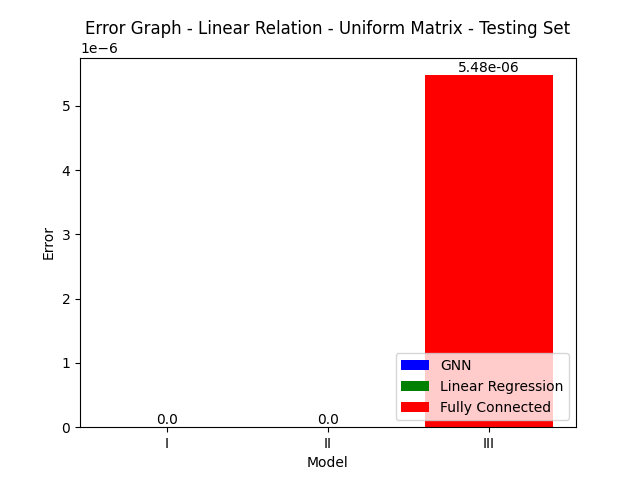 Error Graph - Linear Relation - Uniform Matrix - Testing Set
1e−6
5.48e-06
5
4
3
2
1
0
Error
0.0
0.0
GNN
Linear Regression
Fully Connected
I
II
III
Model